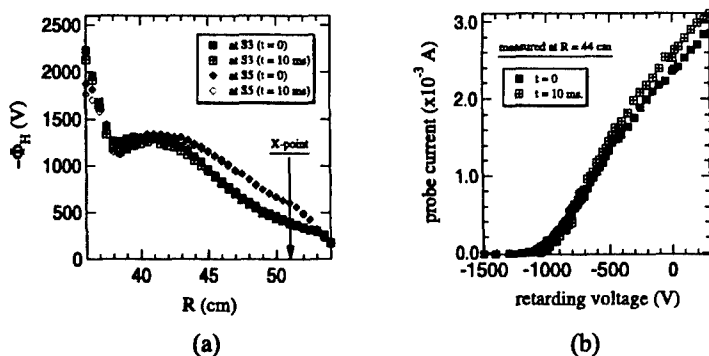 2500
2000
1500
1000
500
0
-Φ_H (V)
at S3 (t = 0)
at S3 (t = 10 ms)
at S5 (t = 0)
at S5 (t = 10 ms)
X-point
40 45 50
R (cm)
(a)
3.0
2.0
1.0
0.0
probe current (x10⁻³ A)
measured at R = 44 cm
t = 0
t = 10 ms.
-1500 -1000 -500 0
retarding voltage (V)
(b)